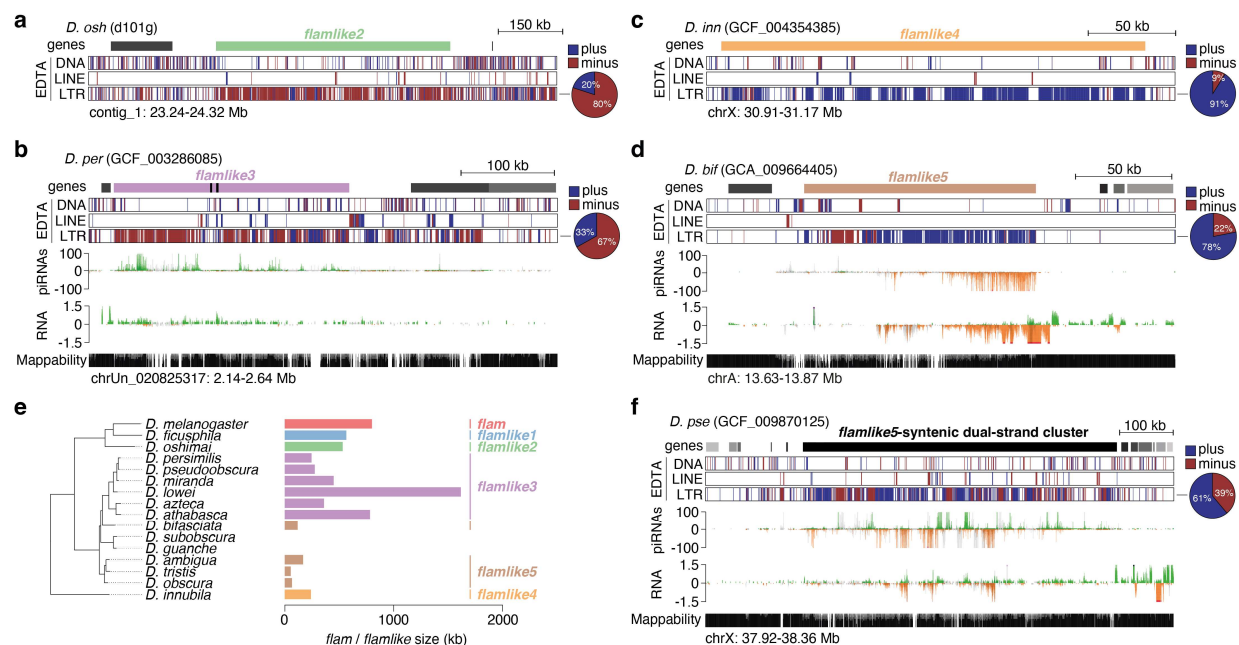 a
D. osh (d101g)
150 kb
genes
flamlike2
EDTA
DNA
LINE
LTR
plus
minus
20%
80%
contig_1: 23.24-24.32 Mb
b
D. per (GCF_003286085)
100 kb
genes
flamlike3
EDTA
DNA
LINE
LTR
plus
minus
33%
67%
piRNAs
100
0
-100
RNA
1.5
0
-1.5
Mappability
chrUn_020825317: 2.14-2.64 Mb
c
D. inn (GCF_004354385)
50 kb
genes
flamlike4
EDTA
DNA
LINE
LTR
plus
minus
9%
91%
chrX: 30.91-31.17 Mb
d
D. bif (GCA_009664405)
50 kb
genes
flamlike5
EDTA
DNA
LINE
LTR
plus
minus
22%
78%
piRNAs
100
0
-100
RNA
1.5
0
-1.5
Mappability
chrA: 13.63-13.87 Mb
e
D. melanogaster
D. ficusphila
D. oshimai
D. persimilis
D. pseudoobscura
D. miranda
D. lowei
D. azteca
D. athabasca
D. bifasciata
D. subobscura
D. guanche
D. ambigua
D. tristis
D. obscura
D. innubila
flam
flamlike1
flamlike2
flamlike3
flamlike5
flamlike4
0
1000
2000
flam / flamlike size (kb)
f
D. pse (GCF_009870125)
100 kb
genes
flamlike5-syntenic dual-strand cluster
EDTA
DNA
LINE
LTR
plus
minus
61%
39%
piRNAs
100
0
-100
RNA
1.5
0
-1.5
Mappability
chrX: 37.92-38.36 Mb